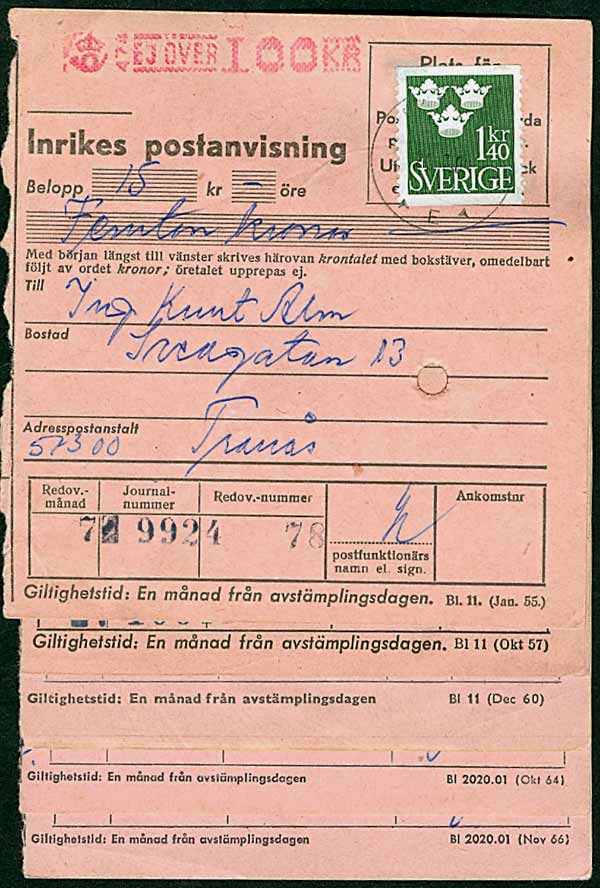 EJ ÖVER 100 KR
Plats för
1 kr 40
SVERIGE
E
Inrikes postanvisning
Belopp 15 kr — öre
Femton kronor
Med början längst till vänster skrives härovan krontalet med bokstäver, omedelbart
följt av ordet kronor; öretalet upprepas ej.
Till
Ing Knut Alm
Bostad
Sveagatan 13
Adresspostanstalt
573 00 Tranås
Redov.-månad Journal-nummer Redov.-nummer Ankomstnr
7 9924 78
postfunktionärs
namn el. sign.
Giltighetstid: En månad från avstämplingsdagen. Bl. 11. (Jan. 55.)
Giltighetstid: En månad från avstämplingsdagen. Bl 11 (Okt 57)
Giltighetstid: En månad från avstämplingsdagen Bl 11 (Dec 60)
Giltighetstid: En månad från avstämplingsdagen Bl 2020.01 (Okt 64)
Giltighetstid: En månad från avstämplingsdagen Bl 2020.01 (Nov 66)